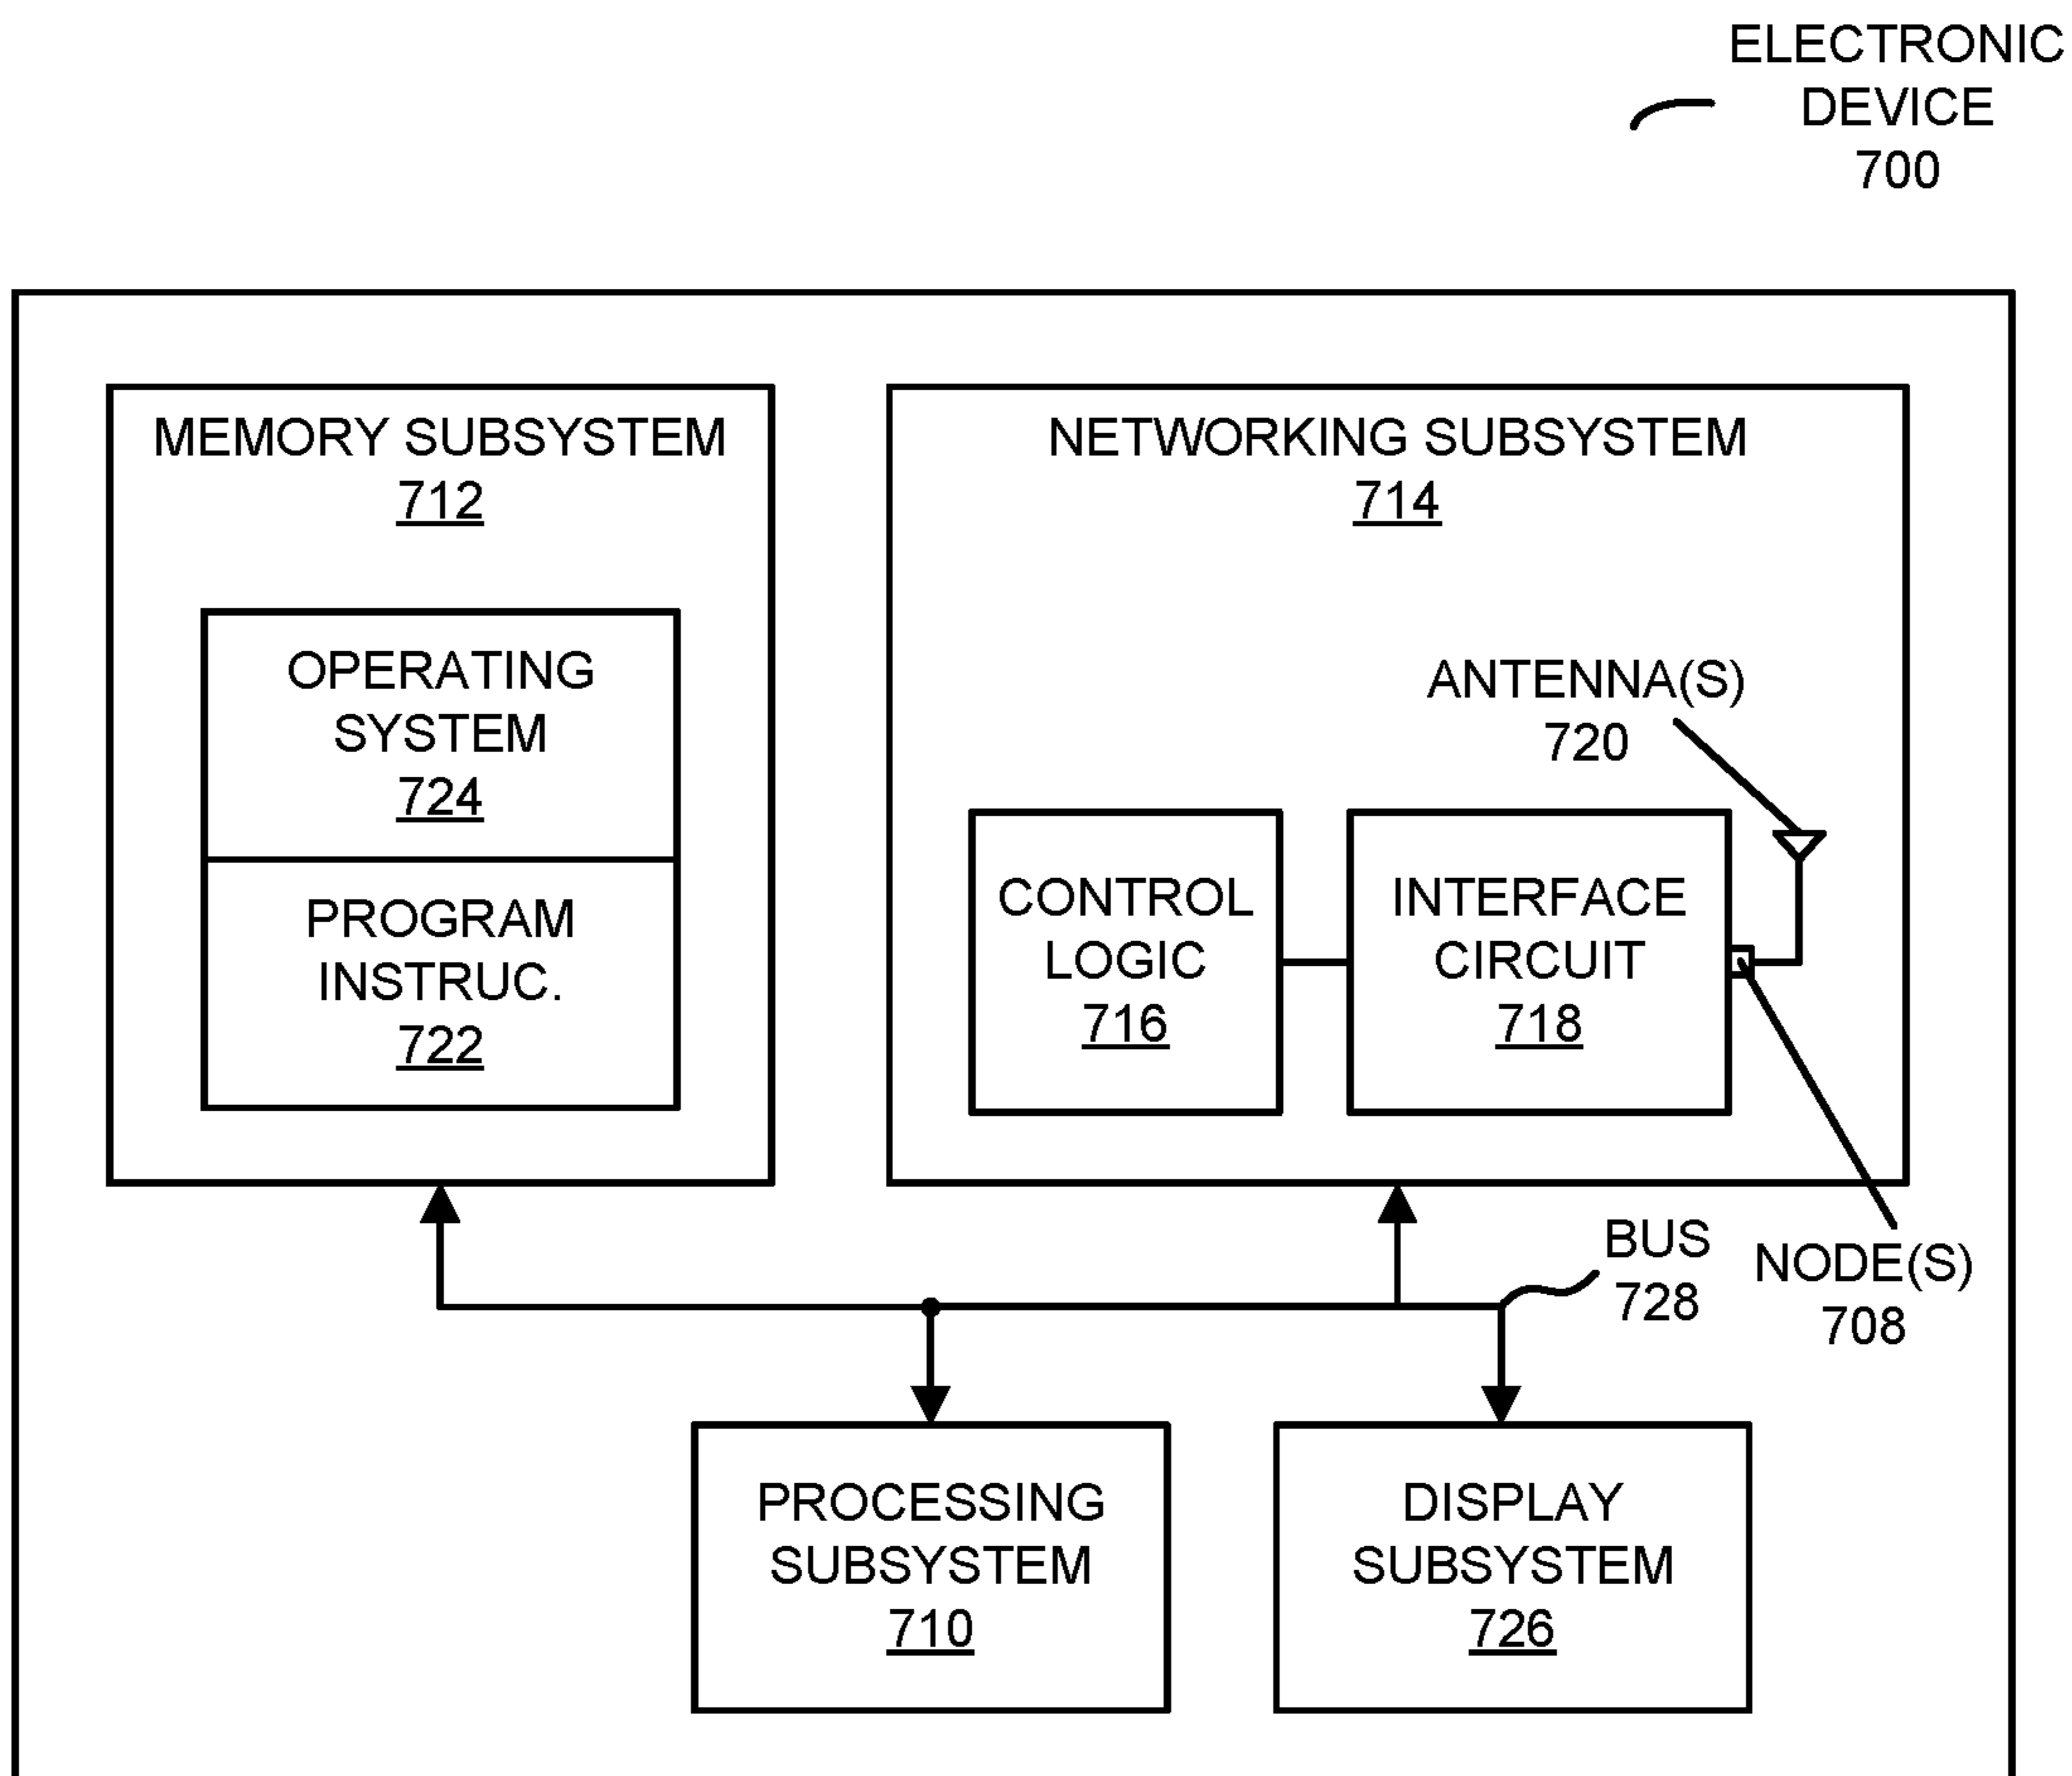 ELECTRONIC
DEVICE
700
MEMORY SUBSYSTEM
712
NETWORKING SUBSYSTEM
714
OPERATING
SYSTEM
724
PROGRAM
INSTRUC.
722
ANTENNA(S)
720
CONTROL
LOGIC
716
INTERFACE
CIRCUIT
718
BUS
728
NODE(S)
708
PROCESSING
SUBSYSTEM
710
DISPLAY
SUBSYSTEM
726